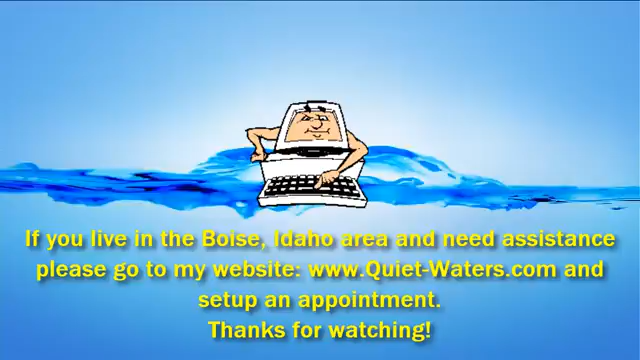 If you live in the Boise, Idaho area and need assistance
please go to my website: www.Quiet-Waters.com and
setup an appointment.
Thanks for watching!